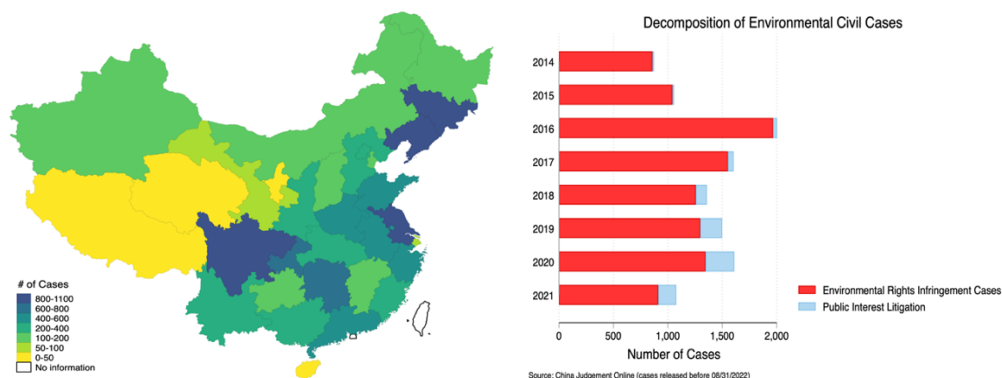 # of Cases
800-1100
600-800
400-600
200-400
100-200
50-100
0-50
No information
Decomposition of Environmental Civil Cases
2014
2015
2016
2017
2018
2019
2020
2021
0 500 1,000 1,500 2,000
Number of Cases
Environmental Rights Infringement Cases
Public Interest Litigation
Source: China Judgement Online (cases released before 08/31/2022)